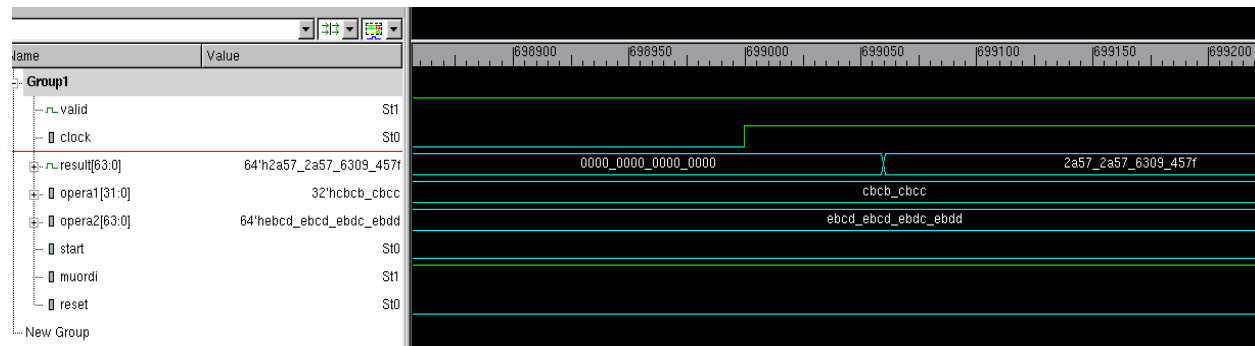 698900 698950 699000 699050 699100 699150 699200
Name Value
Group1
valid St1
clock St0
result[63:0] 64'h2a57_2a57_6309_457f 0000_0000_0000_0000 2a57_2a57_6309_457f
opera1[31:0] 32'hcbcb_cbcc cbcb_cbcc
opera2[63:0] 64'hebcd_ebcd_ebdc_ebdd ebcd_ebcd_ebdc_ebdd
start St0
muordi St1
reset St0
New Group